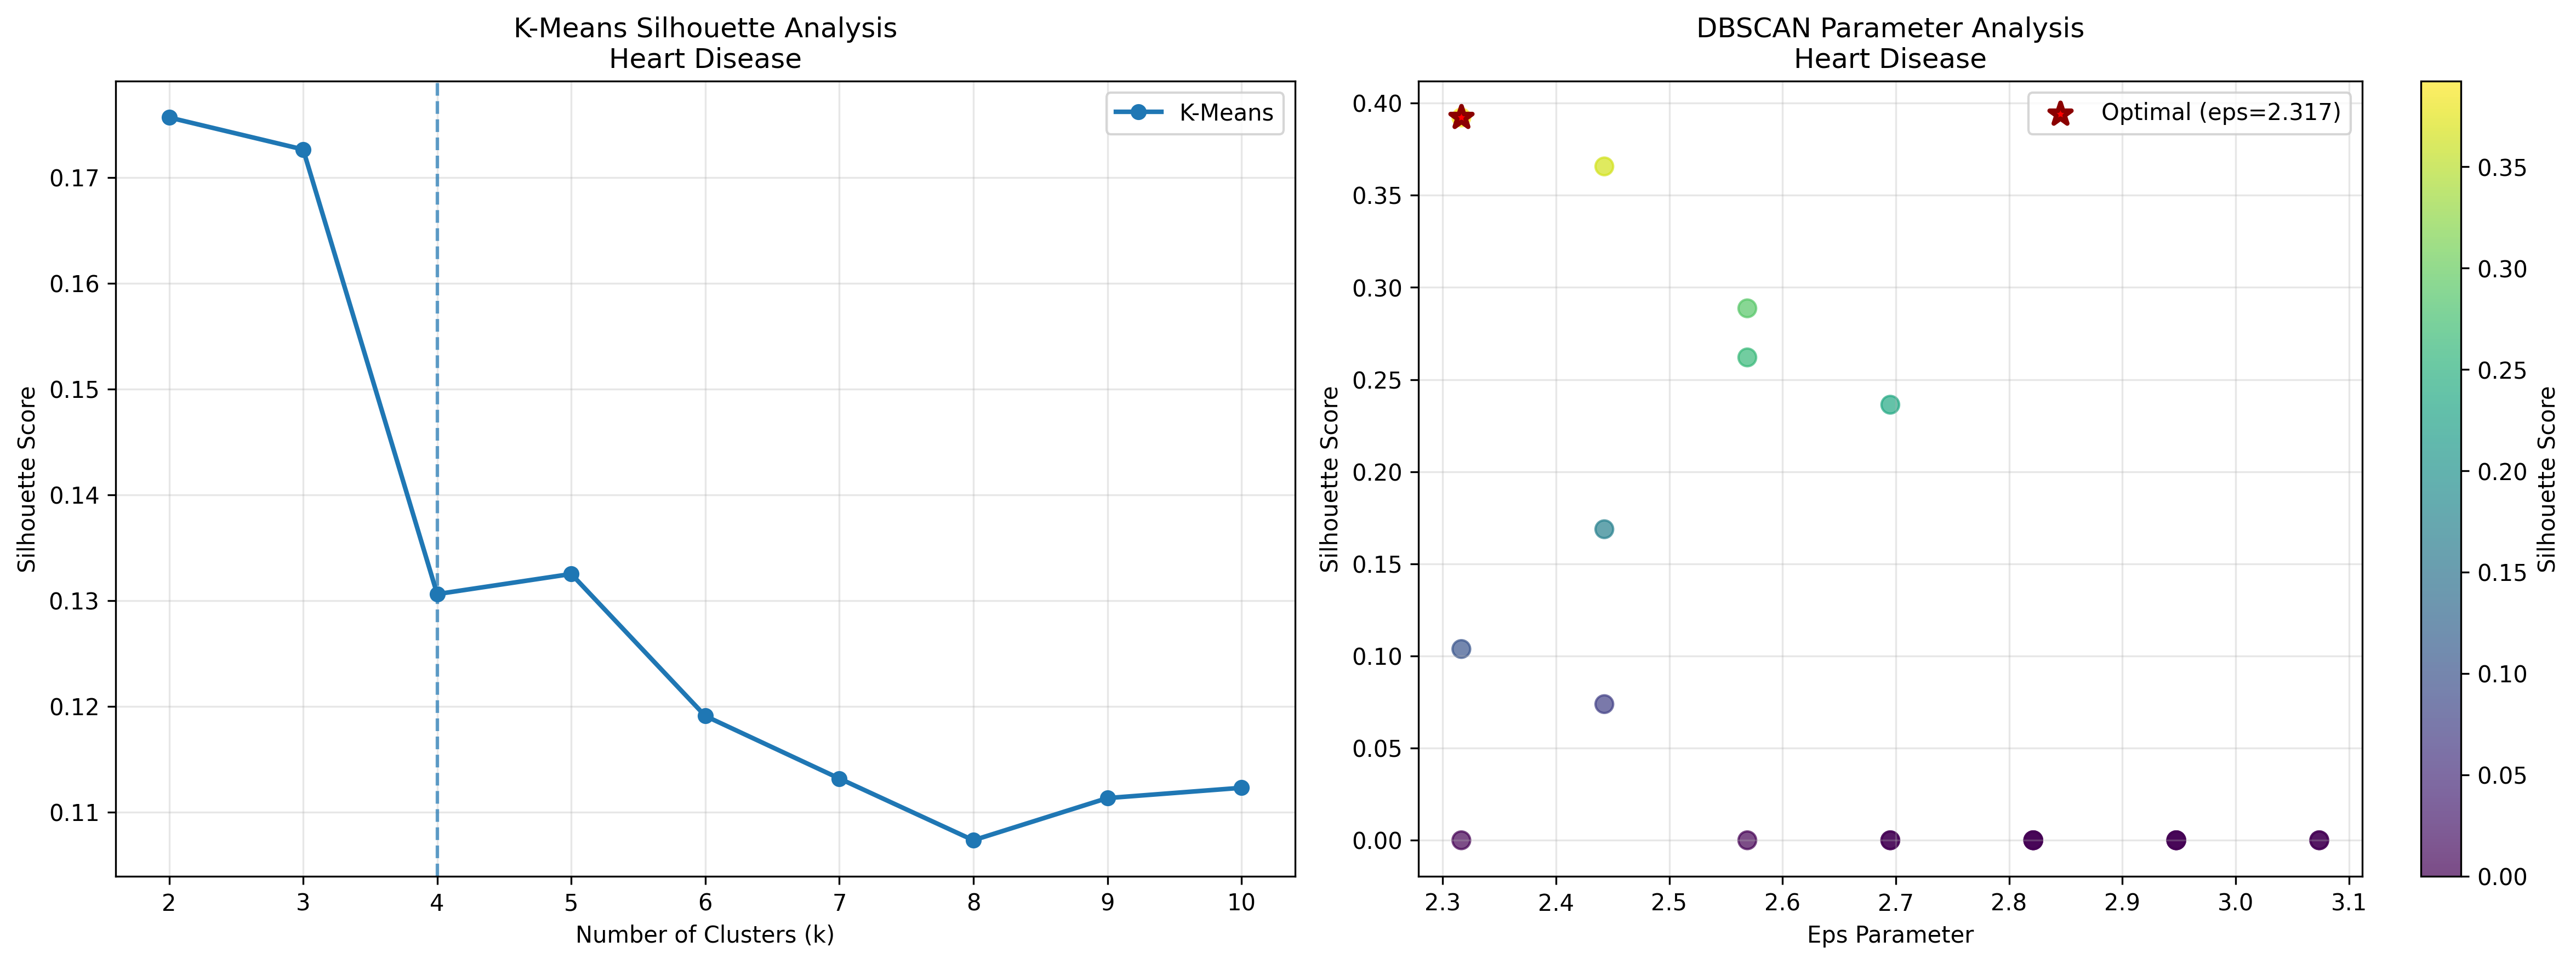 K-Means Silhouette Analysis
Heart Disease
K-Means
Silhouette Score
0.17
0.16
0.15
0.14
0.13
0.12
0.11
2 3 4 5 6 7 8 9 10
Number of Clusters (k)
DBSCAN Parameter Analysis
Heart Disease
Optimal (eps=2.317)
Silhouette Score
0.40
0.35
0.30
0.25
0.20
0.15
0.10
0.05
0.00
2.3 2.4 2.5 2.6 2.7 2.8 2.9 3.0 3.1
Eps Parameter
0.35
0.30
0.25
0.20
0.15
0.10
0.05
0.00
Silhouette Score